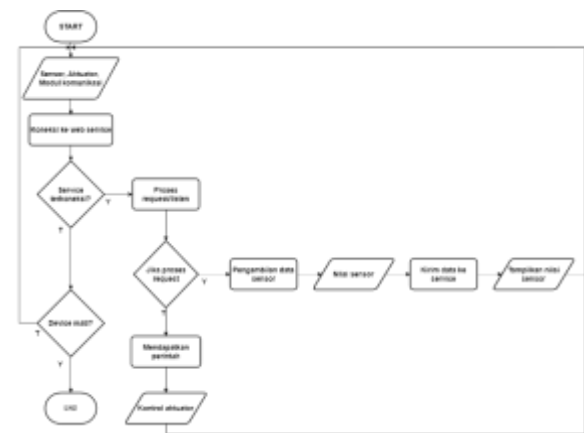 START
Sensor, Aktuator,
Modul komunikasi
Koneksi ke web service
Service
terkoneksi?
Y
Proses
request/listen
T
Jika proses
request
Y
Pengambilan data
sensor
Nilai sensor
Kirim data ke
service
Tampilkan nilai
sensor
T
Device mati?
T
Y
Mendapatkan
perintah
END
Kontrol aktuator